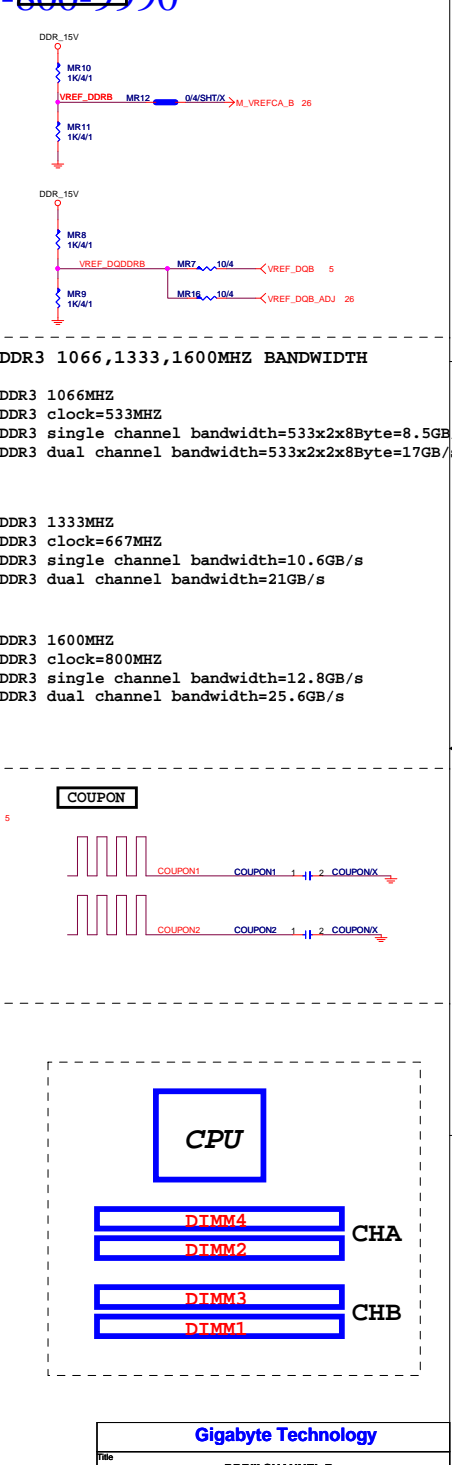 DDR_15V
MR10
1K/4/1
VREF_DDRB MR12 0/4/SHT/X M_VREFCA_B 26
MR11
1K/4/1
DDR_15V
MR8
1K/4/1
VREF_DQDDRB MR7 10/4 VREF_DQB 5
MR9
1K/4/1
MR16 10/4 VREF_DQB_ADJ 26
DDR3 1066,1333,1600MHZ BANDWIDTH
DDR3 1066MHZ
DDR3 clock=533MHZ
DDR3 single channel bandwidth=533x2x8Byte=8.5GB
DDR3 dual channel bandwidth=533x2x2x8Byte=17GB/s
DDR3 1333MHZ
DDR3 clock=667MHZ
DDR3 single channel bandwidth=10.6GB/s
DDR3 dual channel bandwidth=21GB/s
DDR3 1600MHZ
DDR3 clock=800MHZ
DDR3 single channel bandwidth=12.8GB/s
DDR3 dual channel bandwidth=25.6GB/s
COUPON
5
COUPON1 COUPON1 1 2 COUPON/X
COUPON2 COUPON2 1 2 COUPON/X
CPU
DIMM4
DIMM2
CHA
DIMM3
DIMM1
CHB
Gigabyte Technology
Title